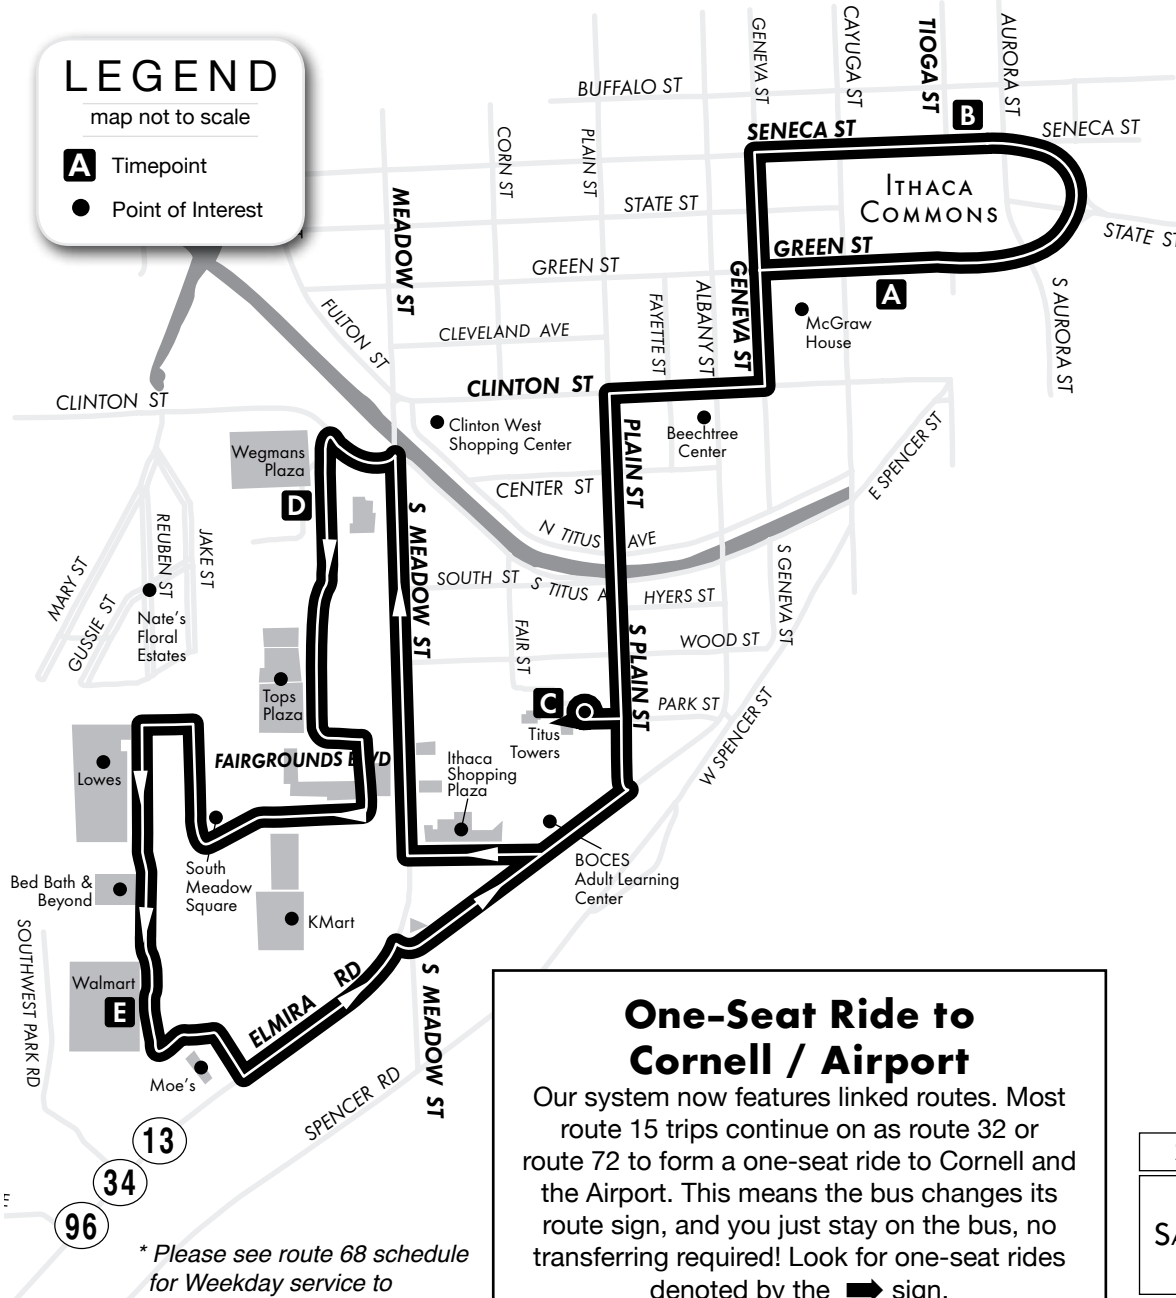 LEGEND
map not to scale
A Timepoint
Point of Interest
BUFFALO ST
GENEVA ST
CAYUGA ST
TIOGA ST
AURORA ST
B
SENECA ST
SENECA ST
CORN ST
PLAIN ST
MEADOW ST
STATE ST
ITHACA
COMMONS
STATE ST
GREEN ST
GREEN ST
A
GENEVA ST
FAYETTE ST
ALBANY ST
McGraw
House
S AURORA ST
FULTON ST
CLEVELAND AVE
CLINTON ST
CLINTON ST
Clinton West
Shopping Center
Beechtree
Center
PLAIN ST
E SPENCER ST
Wegmans
Plaza
D
CENTER ST
S MEADOW ST
N TITUS AVE
MARY ST
REUBEN ST
JAKE ST
GUSSIE ST
Nate's
Floral
Estates
SOUTH ST
S TITUS A
HYERS ST
S GENEVA ST
FAIR ST
WOOD ST
S PLAIN ST
Tops
Plaza
C
PARK ST
Titus
Towers
W SPENCER ST
FAIRGROUNDS BLVD
Lowes
Ithaca
Shopping
Plaza
South
Meadow
Square
BOCES
Adult Learning
Center
Bed Bath &
Beyond
KMart
SOUTHWEST PARK RD
Walmart
E
ELMIRA RD
S MEADOW ST
Moe's
SPENCER RD
13
34
96
* Please see route 68 schedule
for Weekday service to
One-Seat Ride to
Cornell / Airport
Our system now features linked routes. Most
route 15 trips continue on as route 32 or
route 72 to form a one-seat ride to Cornell and
the Airport. This means the bus changes its
route sign, and you just stay on the bus, no
transferring required! Look for one-seat rides
denoted by the sign.
SA